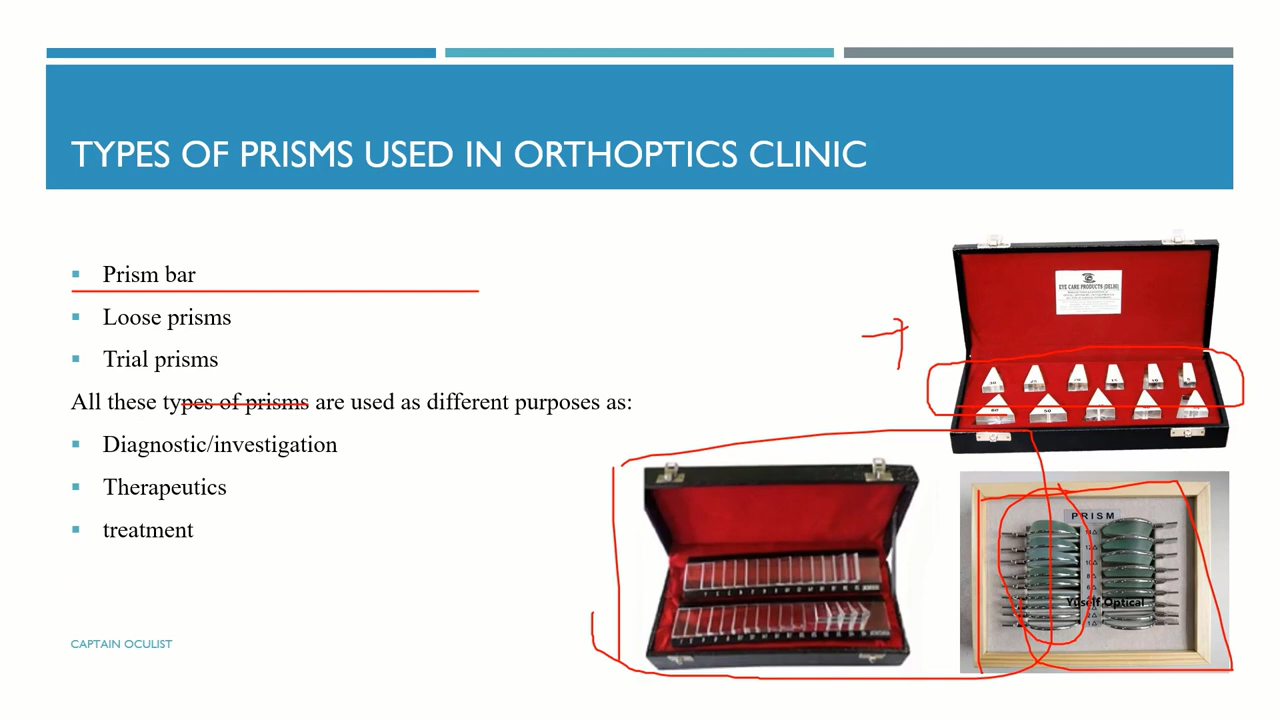 TYPES OF PRISMS USED IN ORTHOPTICS CLINIC
Prism bar
Loose prisms
Trial prisms
All these types of prisms are used as different purposes as:
Diagnostic/investigation
Therapeutics
treatment
CAPTAIN OCULIST
EYE CARE PRODUCTS (DELHI)
PRISM
Yuself Optical